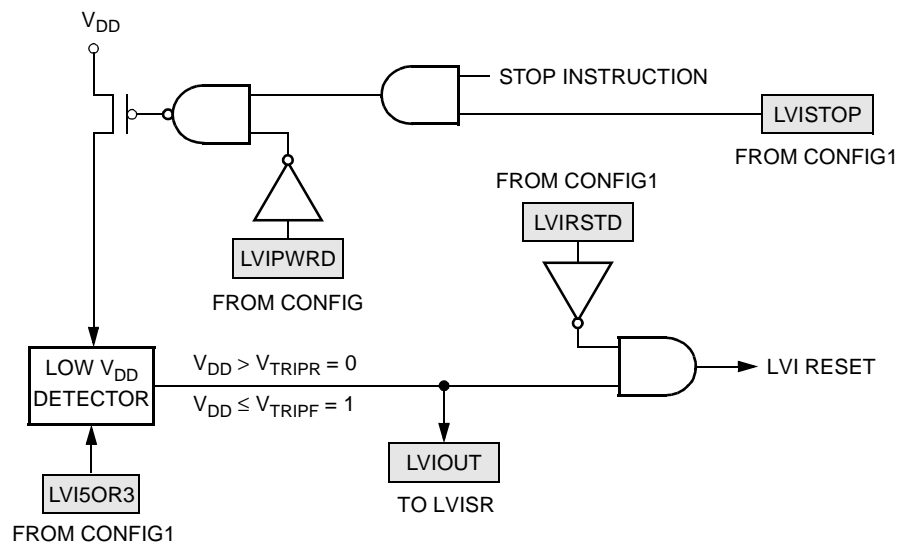 VDD
STOP INSTRUCTION
LVISTOP
FROM CONFIG1
FROM CONFIG1
LVIRSTD
LVIPWRD
FROM CONFIG
LOW VDD
DETECTOR
VDD > VTRIPR = 0
VDD ≤ VTRIPF = 1
LVI RESET
LVIOUT
TO LVISR
LVI5OR3
FROM CONFIG1